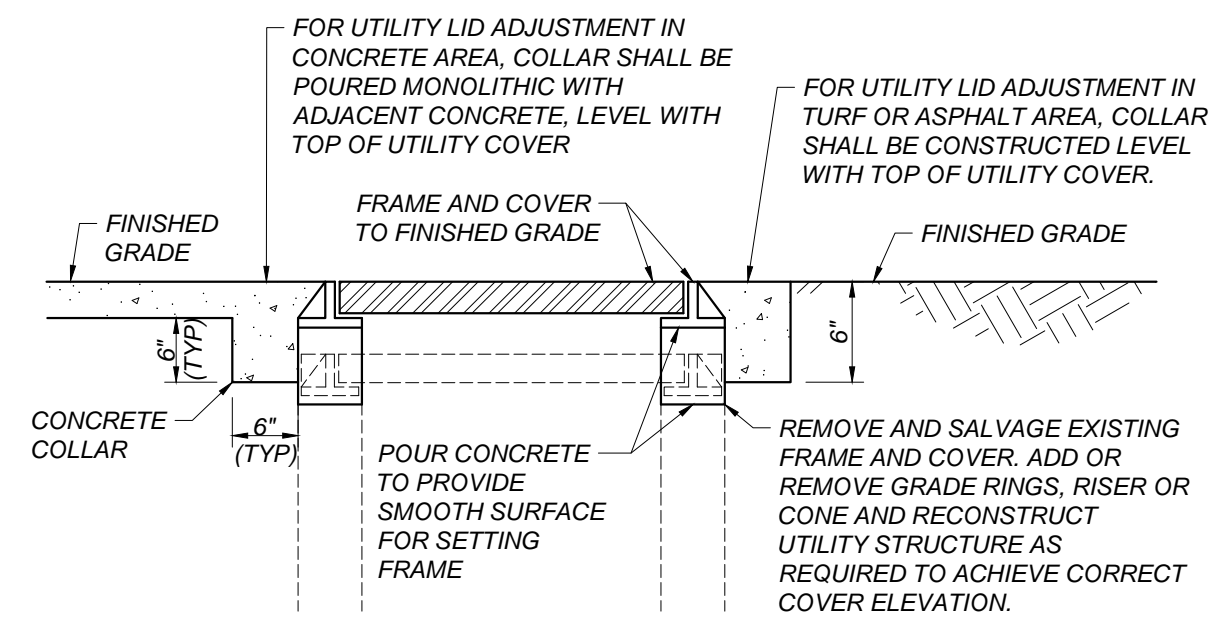 FOR UTILITY LID ADJUSTMENT IN
CONCRETE AREA, COLLAR SHALL BE
POURED MONOLITHIC WITH
ADJACENT CONCRETE, LEVEL WITH
TOP OF UTILITY COVER
FOR UTILITY LID ADJUSTMENT IN
TURF OR ASPHALT AREA, COLLAR
SHALL BE CONSTRUCTED LEVEL
WITH TOP OF UTILITY COVER.
FINISHED
GRADE
FRAME AND COVER
TO FINISHED GRADE
FINISHED GRADE
6"
(TYP)
6"
CONCRETE
COLLAR
6"
(TYP)
POUR CONCRETE
TO PROVIDE
SMOOTH SURFACE
FOR SETTING
FRAME
REMOVE AND SALVAGE EXISTING
FRAME AND COVER. ADD OR
REMOVE GRADE RINGS, RISER OR
CONE AND RECONSTRUCT
UTILITY STRUCTURE AS
REQUIRED TO ACHIEVE CORRECT
COVER ELEVATION.